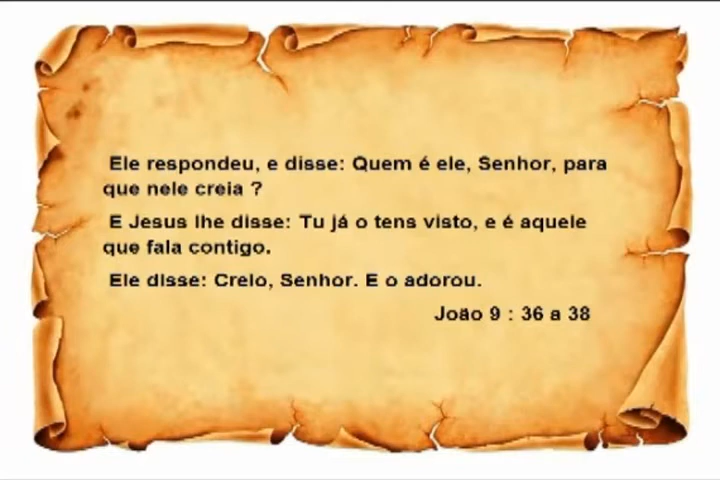 Ele respondeu, e disse: Quem é ele, Senhor, para
que nele creia ?
E Jesus lhe disse: Tu já o tens visto, e é aquele
que fala contigo.
Ele disse: Creio, Senhor. E o adorou.
João 9 : 36 a 38